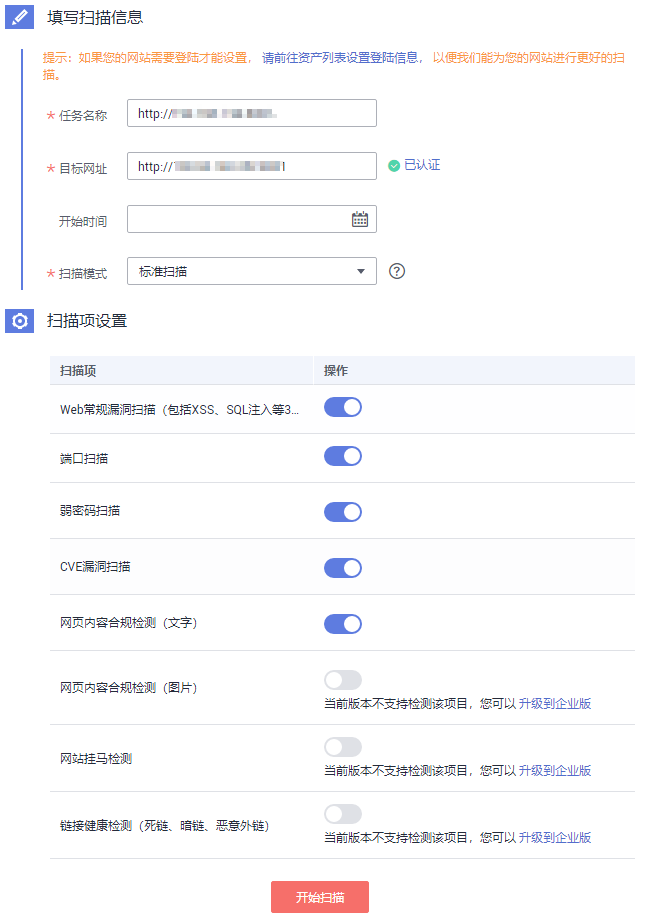 填写扫描信息
提示：如果您的网站需要登陆才能设置，请前往资产列表设置登陆信息，以便我们能为您的网站进行更好的扫
描。
* 任务名称 http://
* 目标网址 http:// 已认证
开始时间
* 扫描模式 标准扫描 ?
扫描项设置
扫描项 操作
Web常规漏洞扫描（包括XSS、SQL注入等3...
端口扫描
弱密码扫描
CVE漏洞扫描
网页内容合规检测（文字）
网页内容合规检测（图片）
当前版本不支持检测该项目，您可以 升级到企业版
网站挂马检测
当前版本不支持检测该项目，您可以 升级到企业版
链接健康检测（死链、暗链、恶意外链）
当前版本不支持检测该项目，您可以 升级到企业版
开始扫描